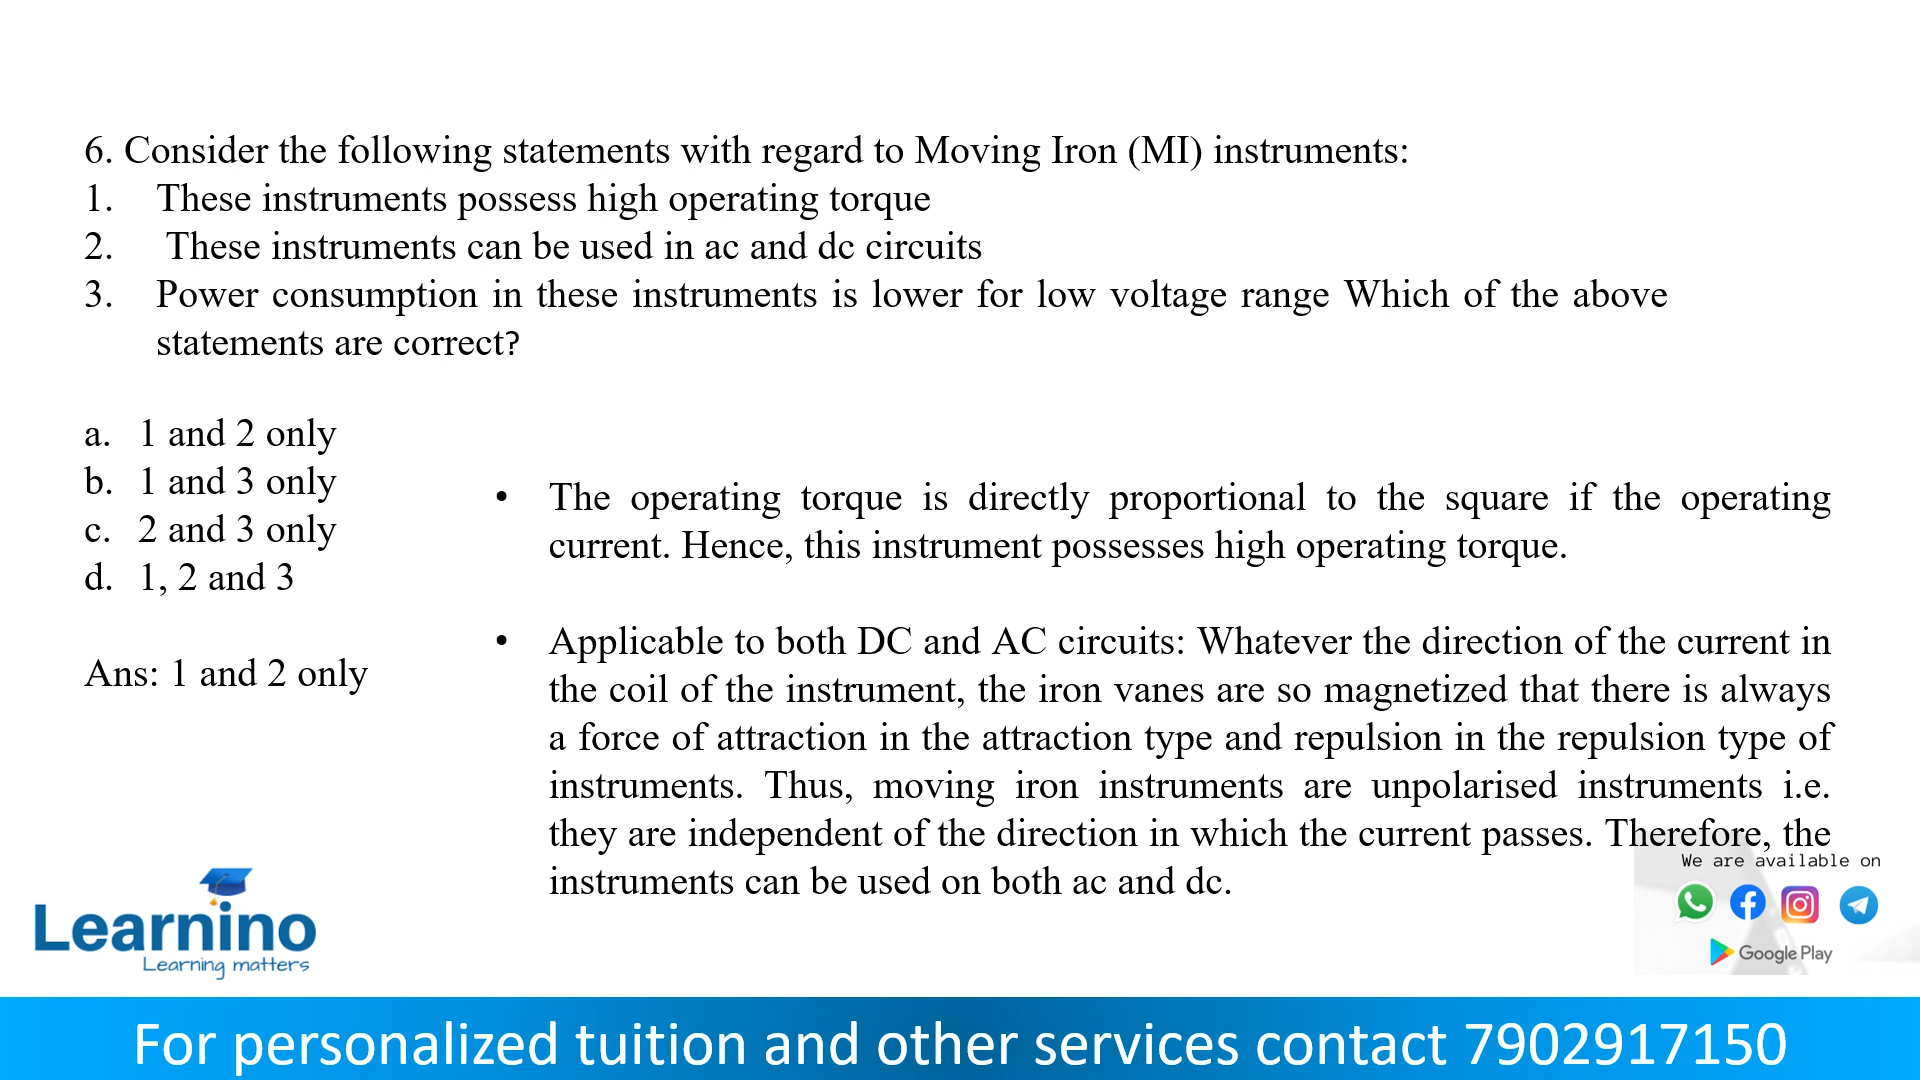 6. Consider the following statements with regard to Moving Iron (MI) instruments:
1. These instruments possess high operating torque
2. These instruments can be used in ac and dc circuits
3. Power consumption in these instruments is lower for low voltage range Which of the above
statements are correct?
a. 1 and 2 only
b. 1 and 3 only
c. 2 and 3 only
d. 1, 2 and 3
Ans: 1 and 2 only
• The operating torque is directly proportional to the square if the operating
current. Hence, this instrument possesses high operating torque.
• Applicable to both DC and AC circuits: Whatever the direction of the current in
the coil of the instrument, the iron vanes are so magnetized that there is always
a force of attraction in the attraction type and repulsion in the repulsion type of
instruments. Thus, moving iron instruments are unpolarised instruments i.e.
they are independent of the direction in which the current passes. Therefore, the
instruments can be used on both ac and dc.
Learnino
Learning matters
We are available on
Google Play
For personalized tuition and other services contact 7902917150